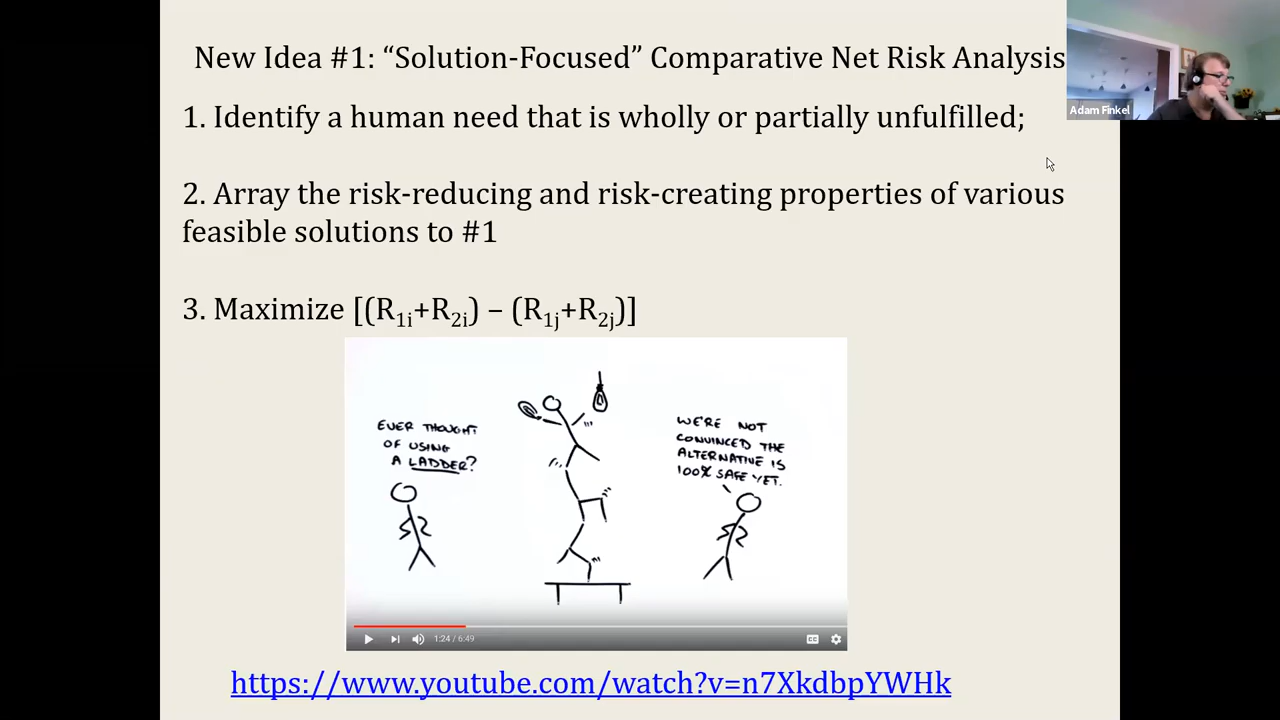 New Idea #1: “Solution-Focused” Comparative Net Risk Analysis
Adam Finkel
1. Identify a human need that is wholly or partially unfulfilled;
2. Array the risk-reducing and risk-creating properties of various
feasible solutions to #1
3. Maximize [(R1i+R2i) – (R1j+R2j)]
EVER THOUGHT
OF USING
A LADDER?
WE'RE NOT
CONVINCED THE
ALTERNATIVE IS
100% SAFE YET.
1:24 / 6:49
CC
https://www.youtube.com/watch?v=n7XkdbpYWHk